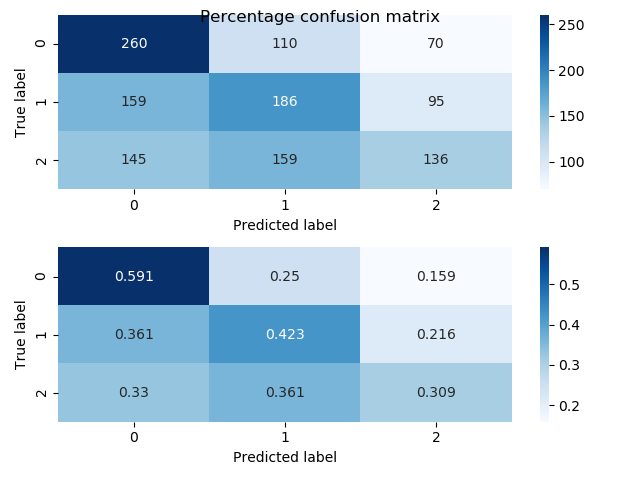 Percentage confusion matrix
0 260 110 70
1 159 186 95
2 145 159 136
0 1 2
True label
Predicted label
250
200
150
100
0 0.591 0.25 0.159
1 0.361 0.423 0.216
2 0.33 0.361 0.309
0 1 2
True label
Predicted label
0.5
0.4
0.3
0.2